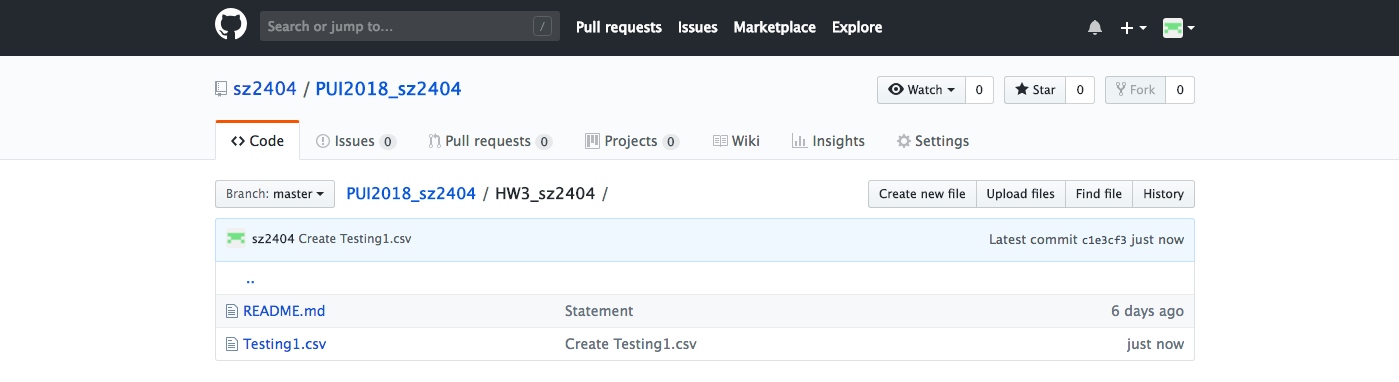 Search or jump to... / Pull requests Issues Marketplace Explore
sz2404 / PUI2018_sz2404 Watch 0 Star 0 Fork 0
Code Issues 0 Pull requests 0 Projects 0 Wiki Insights Settings
Branch: master PUI2018_sz2404 / HW3_sz2404 / Create new file Upload files Find file History
sz2404 Create Testing1.csv Latest commit c1e3cf3 just now
..
README.md Statement 6 days ago
Testing1.csv Create Testing1.csv just now